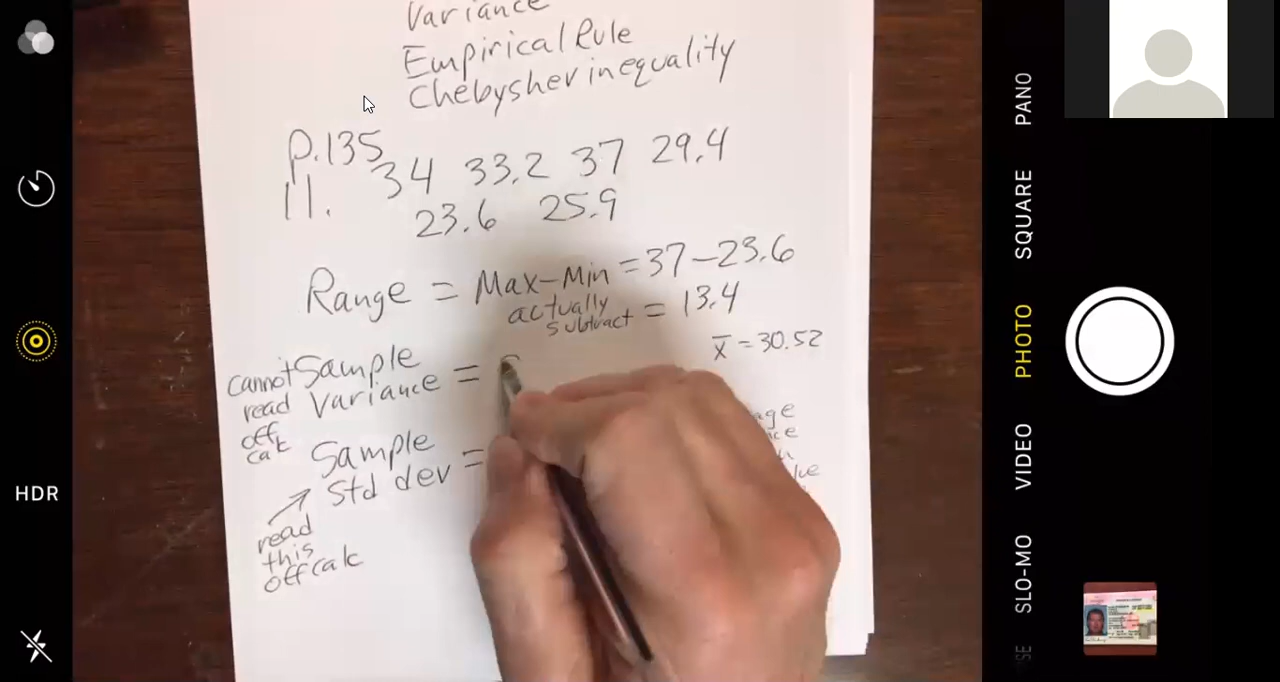 Variance
Empirical Rule
Chebyshev inequality
p.135
11. 34 33.2 37 29.4
23.6 25.9
Range = Max-Min = 37-23.6
actually
subtract = 13.4
x̄ = 30.52
cannot Sample
read Variance =
off
calc
Sample
Std dev =
read
this
off calc
HDR
PANO
SQUARE
PHOTO
VIDEO
SLO-MO